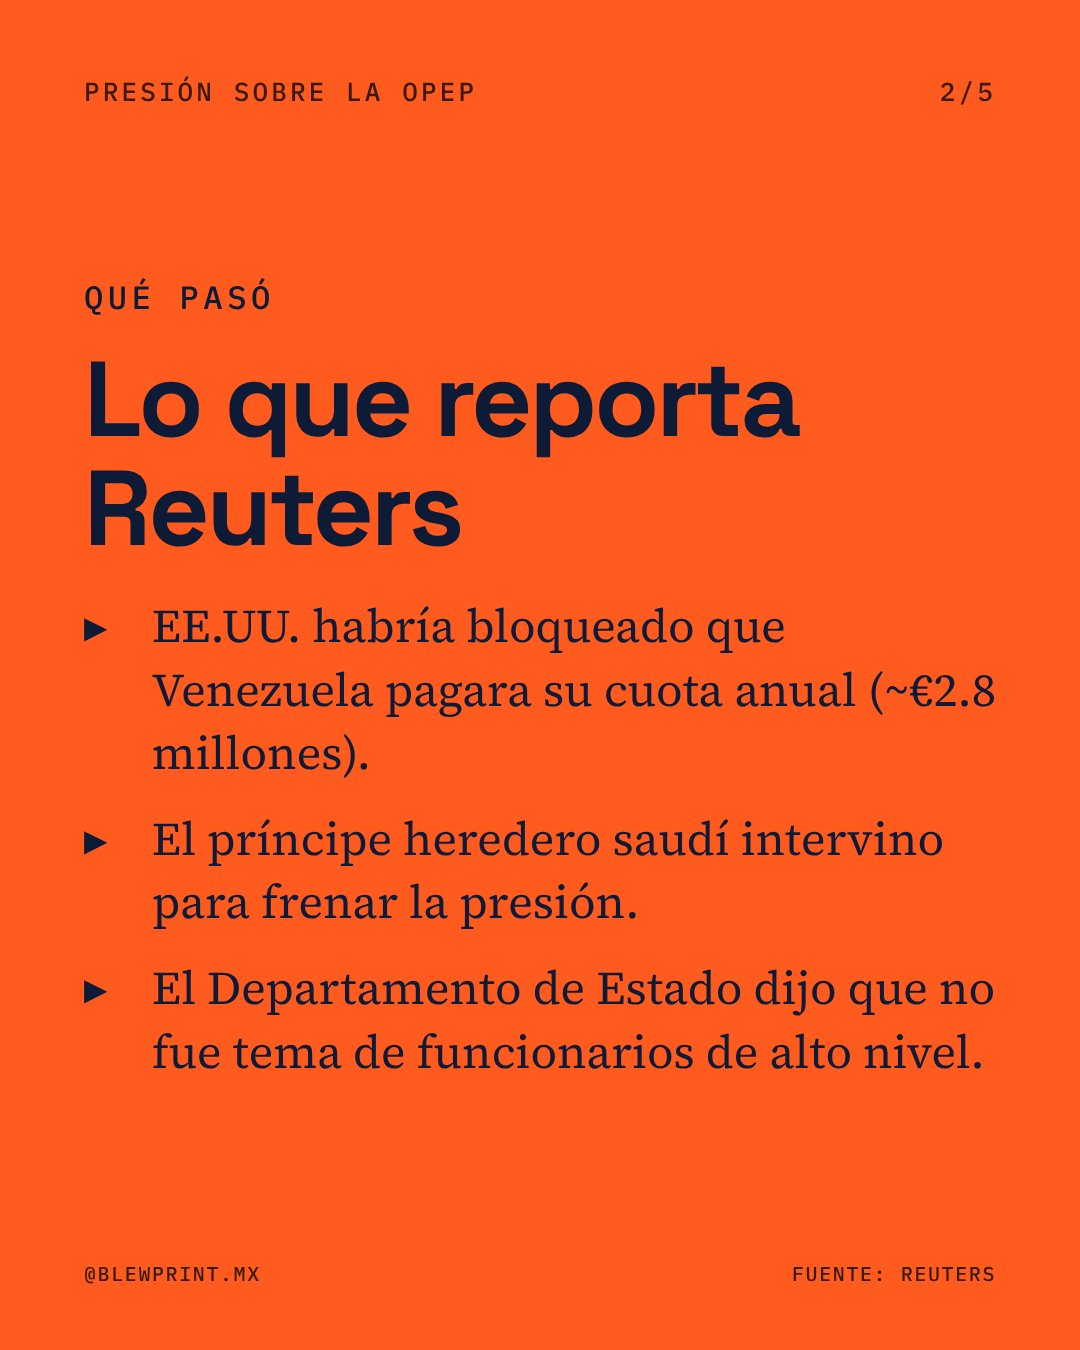 PRESIÓN SOBRE LA OPEP
2/5
QUÉ PASÓ
Lo que reporta
Reuters
► EE.UU. habría bloqueado que
Venezuela pagara su cuota anual (~€2.8
millones).
► El príncipe heredero saudí intervino
para frenar la presión.
► El Departamento de Estado dijo que no
fue tema de funcionarios de alto nivel.
@BLEWPRINT.MX
FUENTE: REUTERS